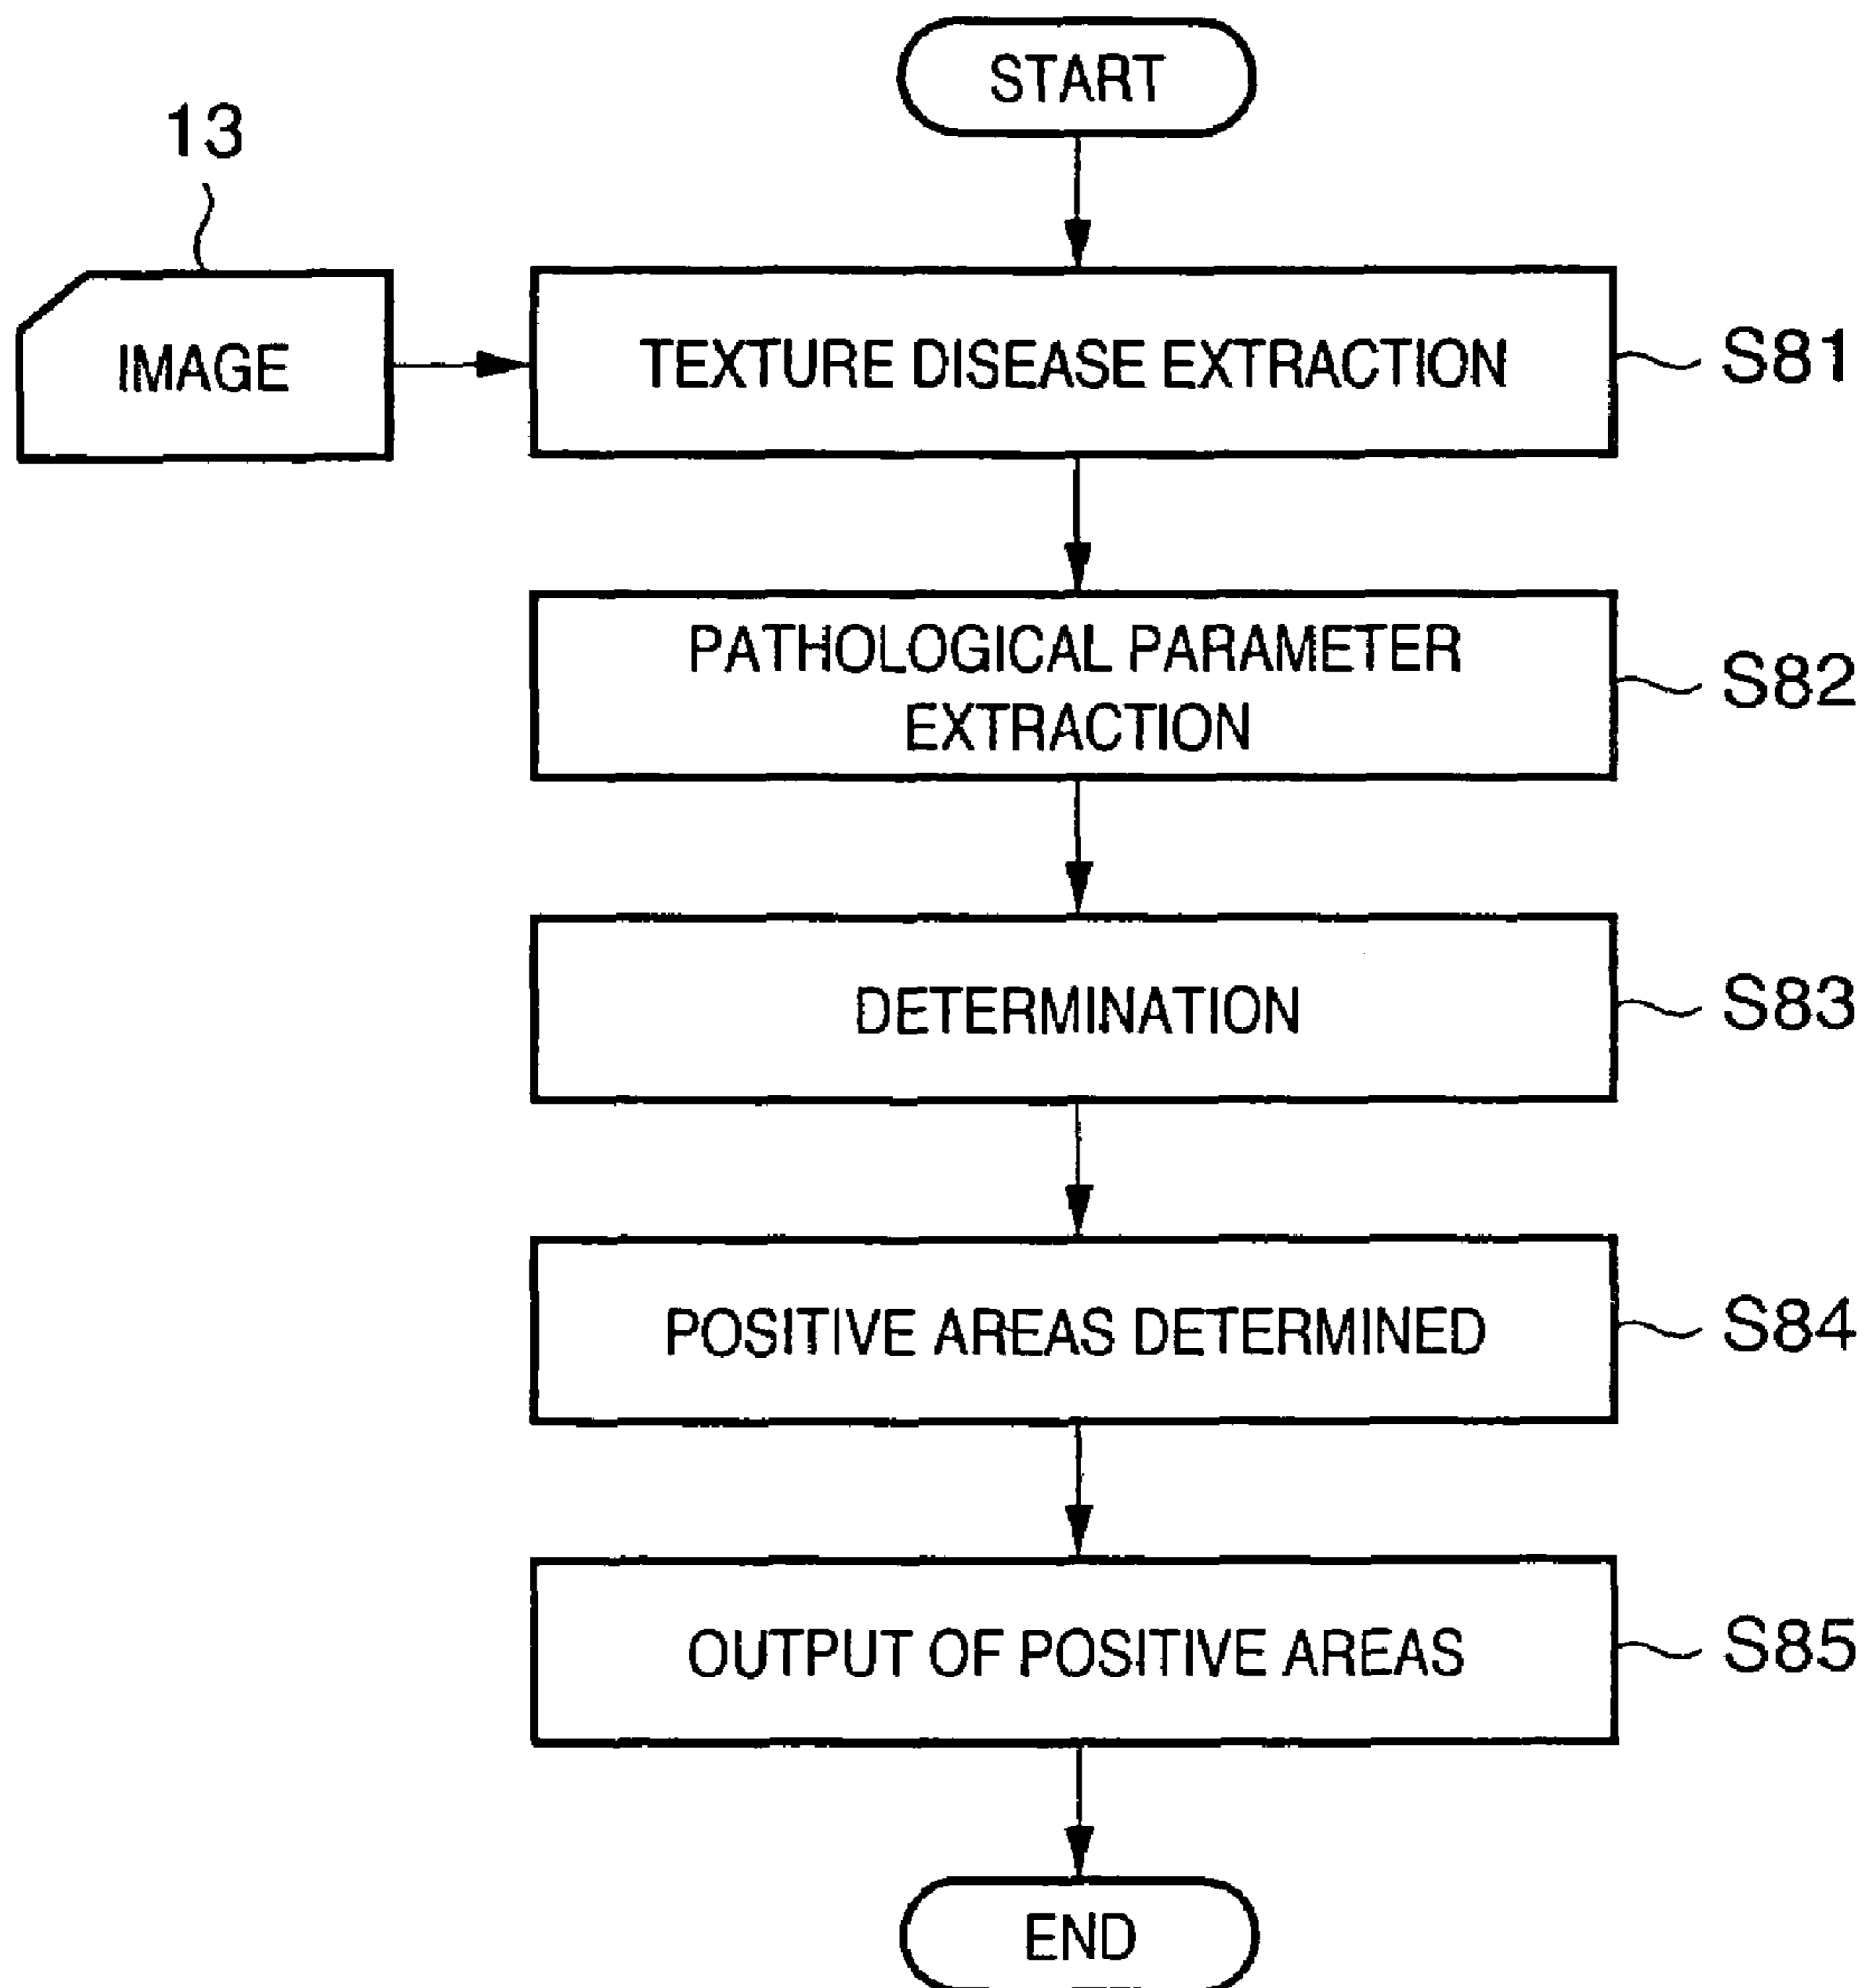 START
13
IMAGE
TEXTURE DISEASE EXTRACTION
S81
PATHOLOGICAL PARAMETER
EXTRACTION
S82
DETERMINATION
S83
POSITIVE AREAS DETERMINED
S84
OUTPUT OF POSITIVE AREAS
S85
END